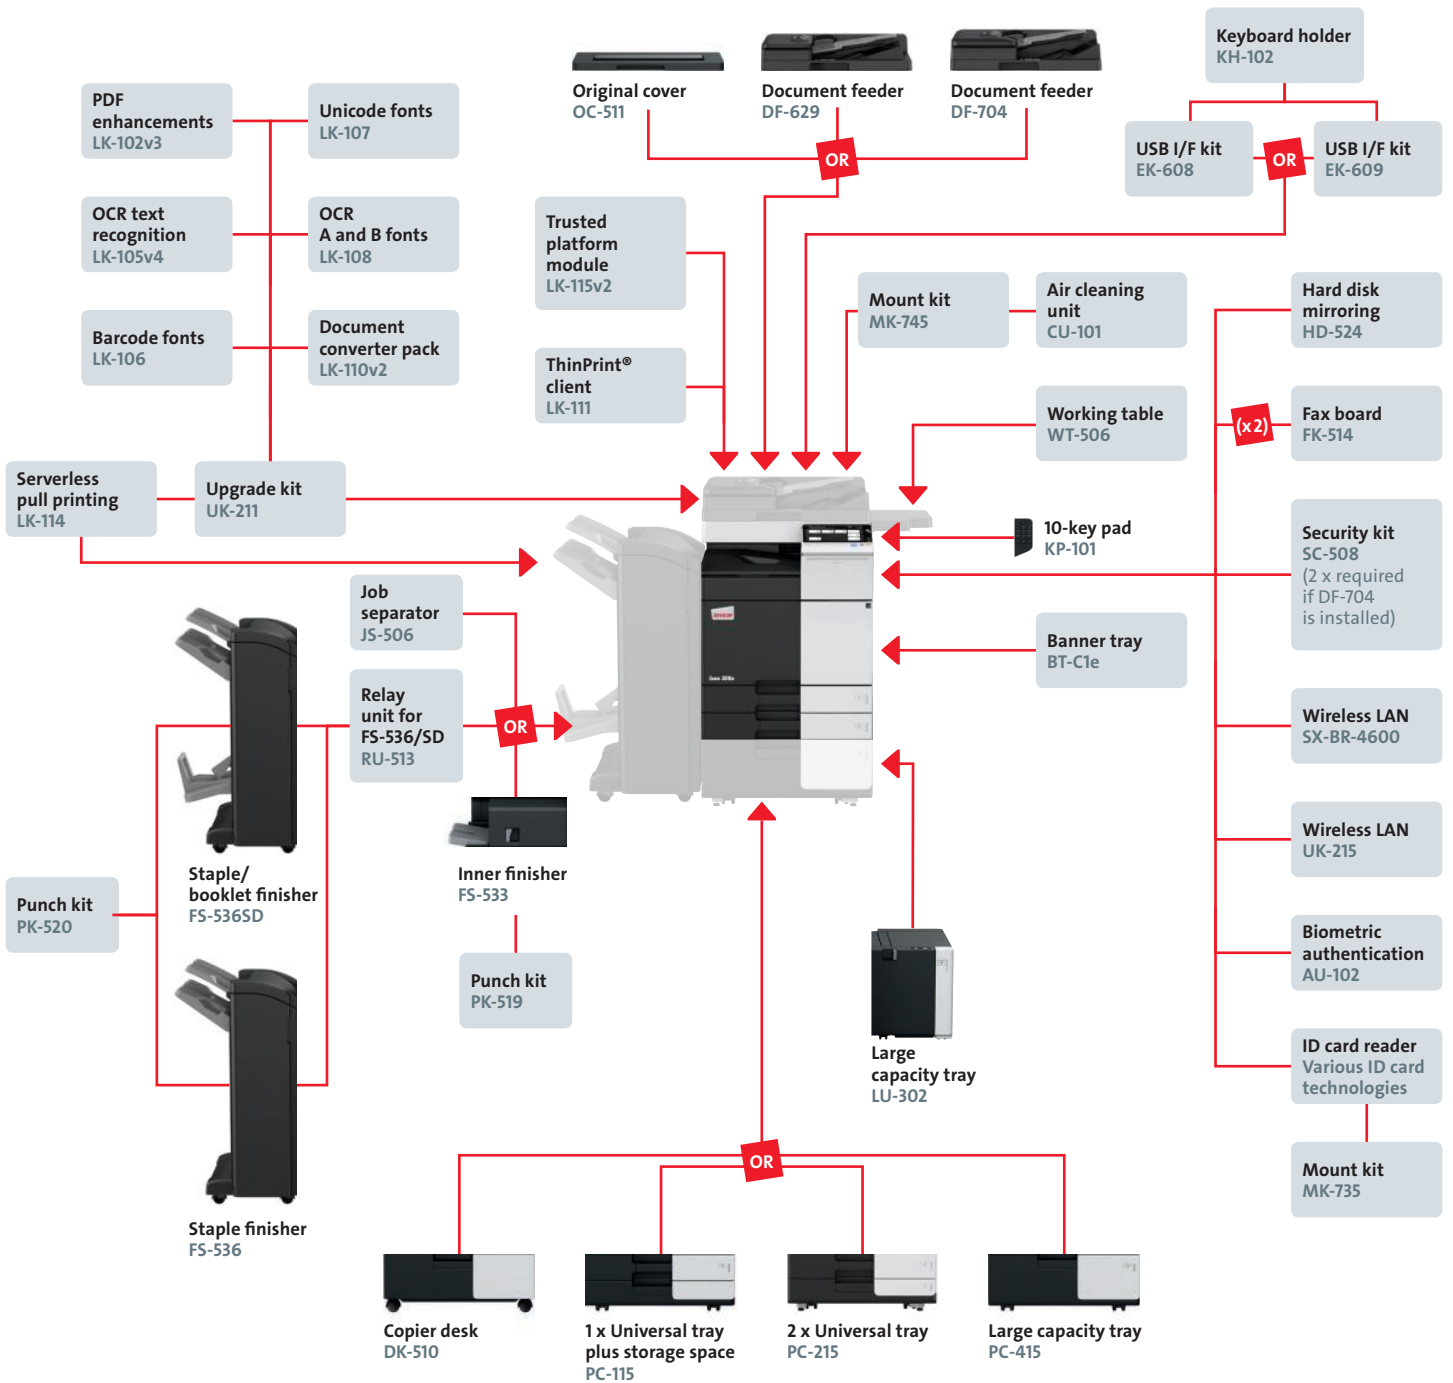 Original cover
OC-511
Document feeder
DF-629
Document feeder
DF-704
Keyboard holder
KH-102
OR
USB I/F kit
EK-608
OR
USB I/F kit
EK-609
PDF
enhancements
LK-102v3
Unicode fonts
LK-107
OCR text
recognition
LK-105v4
OCR
A and B fonts
LK-108
Barcode fonts
LK-106
Document
converter pack
LK-110v2
Trusted
platform
module
LK-115v2
ThinPrint®
client
LK-111
Mount kit
MK-745
Air cleaning
unit
CU-101
Working table
WT-506
Hard disk
mirroring
HD-524
(x2)
Fax board
FK-514
Serverless
pull printing
LK-114
Upgrade kit
UK-211
10-key pad
KP-101
Security kit
SC-508
(2 x required
if DF-704
is installed)
Job
separator
JS-506
Banner tray
BT-C1e
Relay
unit for
FS-536/SD
RU-513
OR
Wireless LAN
SX-BR-4600
Wireless LAN
UK-215
Staple/
booklet finisher
FS-536SD
Inner finisher
FS-533
Punch kit
PK-520
Punch kit
PK-519
Biometric
authentication
AU-102
Large
capacity tray
LU-302
ID card reader
Various ID card
technologies
Mount kit
MK-735
OR
Staple finisher
FS-536
Copier desk
DK-510
1 x Universal tray
plus storage space
PC-115
2 x Universal tray
PC-215
Large capacity tray
PC-415